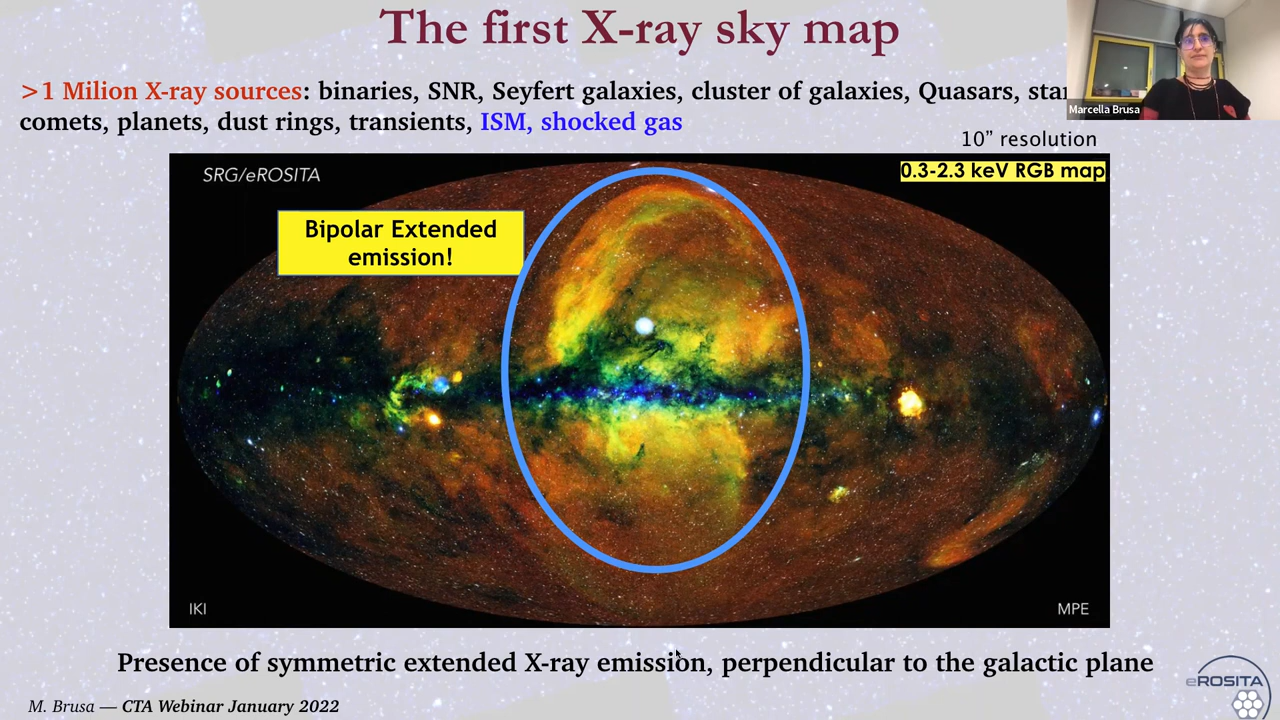 The first X-ray sky map
>1 Milion X-ray sources: binaries, SNR, Seyfert galaxies, cluster of galaxies, Quasars,
Marcella Brusa
comets, planets, dust rings, transients, ISM, shocked gas
10” resolution
SRG/eROSITA
0.3-2.3 keV RGB map
Bipolar Extended
emission!
IKI
MPE
Presence of symmetric extended X-ray emission, perpendicular to the galactic plane
M. Brusa — CTA Webinar January 2022
eROSITA